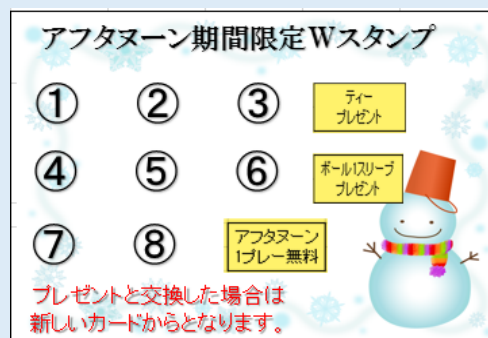 アフタヌーン期間限定Wスタンプ
① ② ③ ティー
プレゼント
④ ⑤ ⑥ ボール1スリーブ
プレゼント
⑦ ⑧ アフタヌーン
1プレー無料
プレゼントと交換した場合は
新しいカードからとなります。